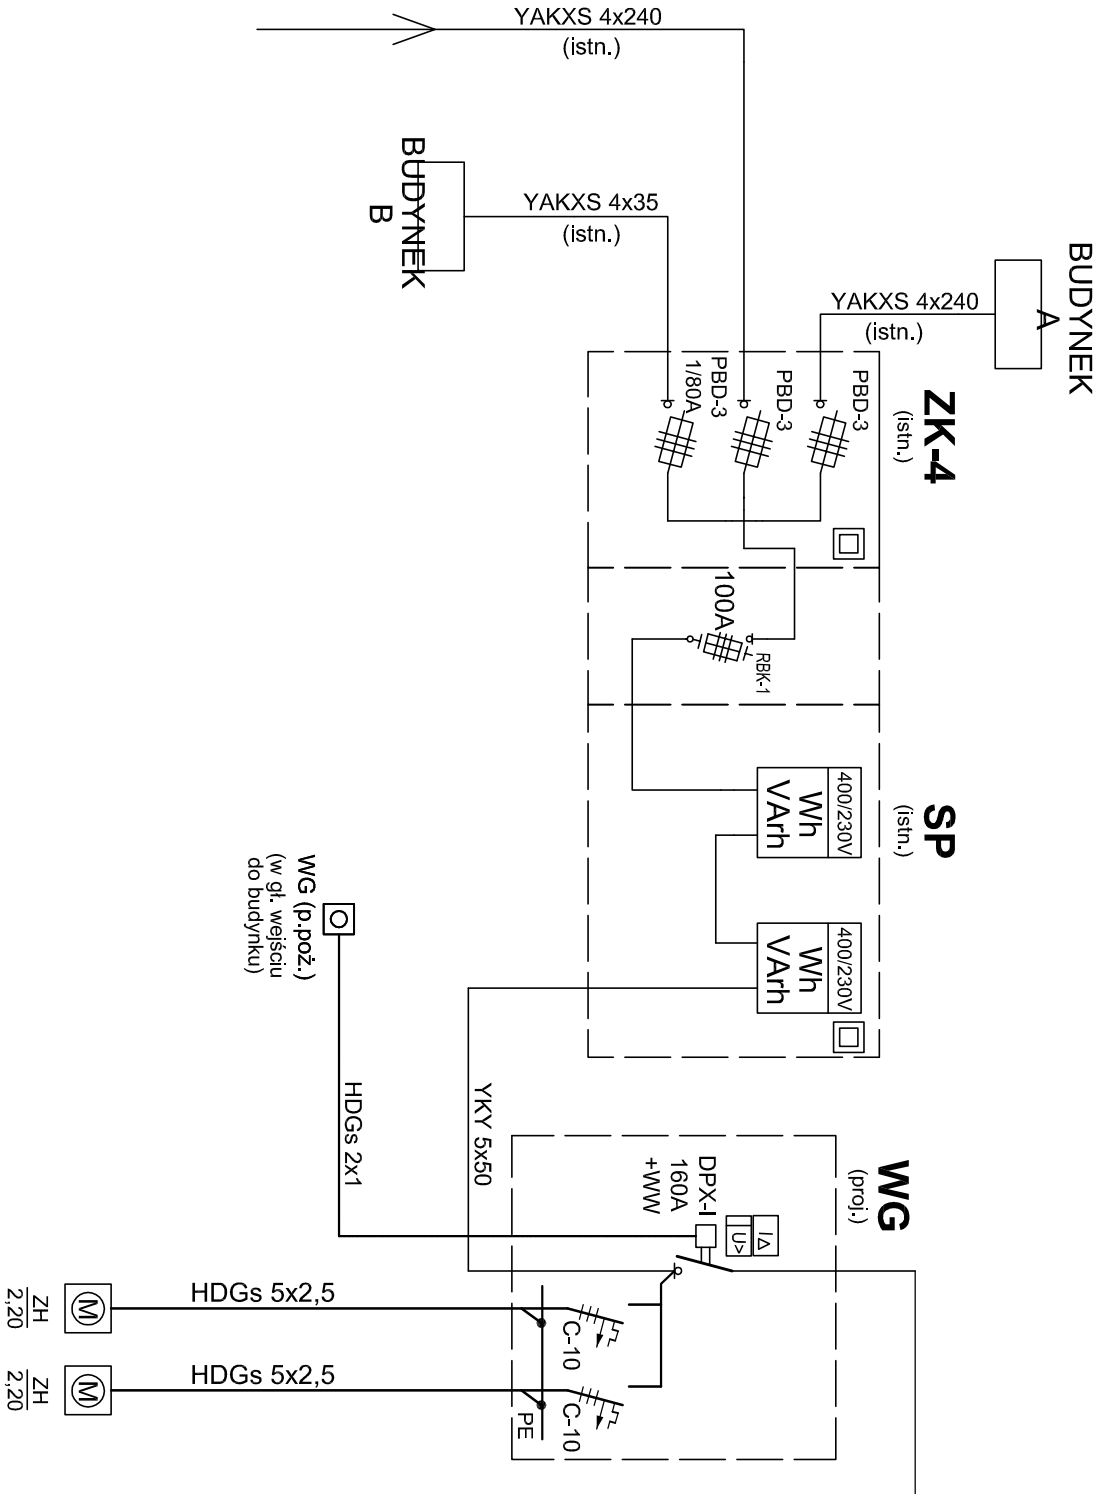 YAKXS 4x240
(istn.)
BUDYNEK
B
YAKXS 4x35
(istn.)
BUDYNEK
A
YAKXS 4x240
(istn.)
ZK-4
(istn.)
PBD-3
PBD-3
PBD-3
1/80A
100A
RBK-1
SP
(istn.)
400/230V
Wh
VArh
400/230V
Wh
VArh
WG (p.poż.)
(w gł. wejściu
do budynku)
HDGs 2x1
YKY 5x50
WG
(proj.)
DPX-I
160A
+WW
I∆
U>
HDGs 5x2,5
C-10
M
ZH
2,20
HDGs 5x2,5
C-10
PE
M
ZH
2,20